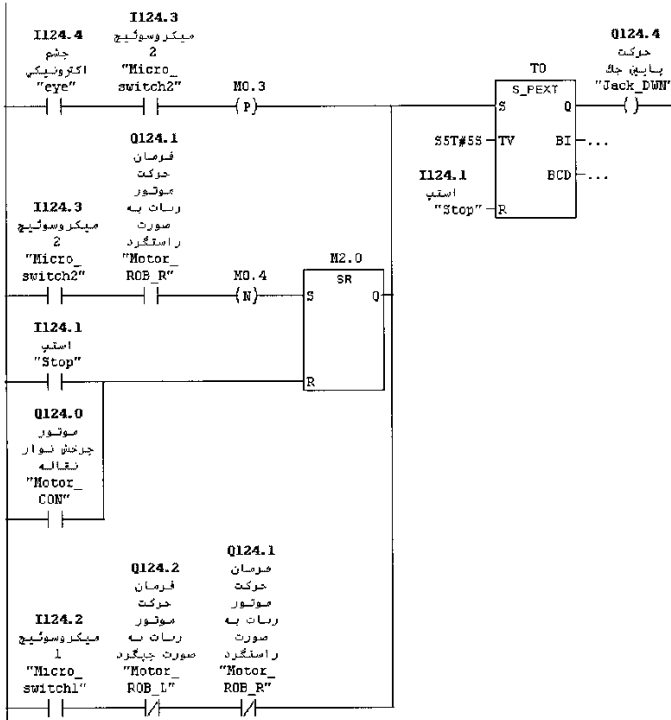 I124.4
چشم
اکترونیکی
"eye"
I124.3
میکروسوئیچ
2
"Micro_
switch2"
M0.3
P
T0
S_PEXT
S
Q
S5T#5S
TV
BI
...
BCD
...
I124.1
استپ
"Stop"
R
Q124.4
حرکت
پایین جک
"Jack_DWN"
I124.3
میکروسوئیچ
2
"Micro_
switch2"
Q124.1
فرمان
حرکت
موتور
ربات به
صورت
راستگرد
"Motor_
ROB_R"
M0.4
N
M2.0
SR
S
Q
R
I124.1
استپ
"Stop"
Q124.0
موتور
چرخش نوار
نقاله
"Motor_
CON"
I124.2
میکروسوئیچ
1
"Micro_
switch1"
Q124.2
فرمان
حرکت
موتور
ربات به
صورت چپگرد
"Motor_
ROB_L"
Q124.1
فرمان
حرکت
موتور
ربات به
صورت
راستگرد
"Motor_
ROB_R"